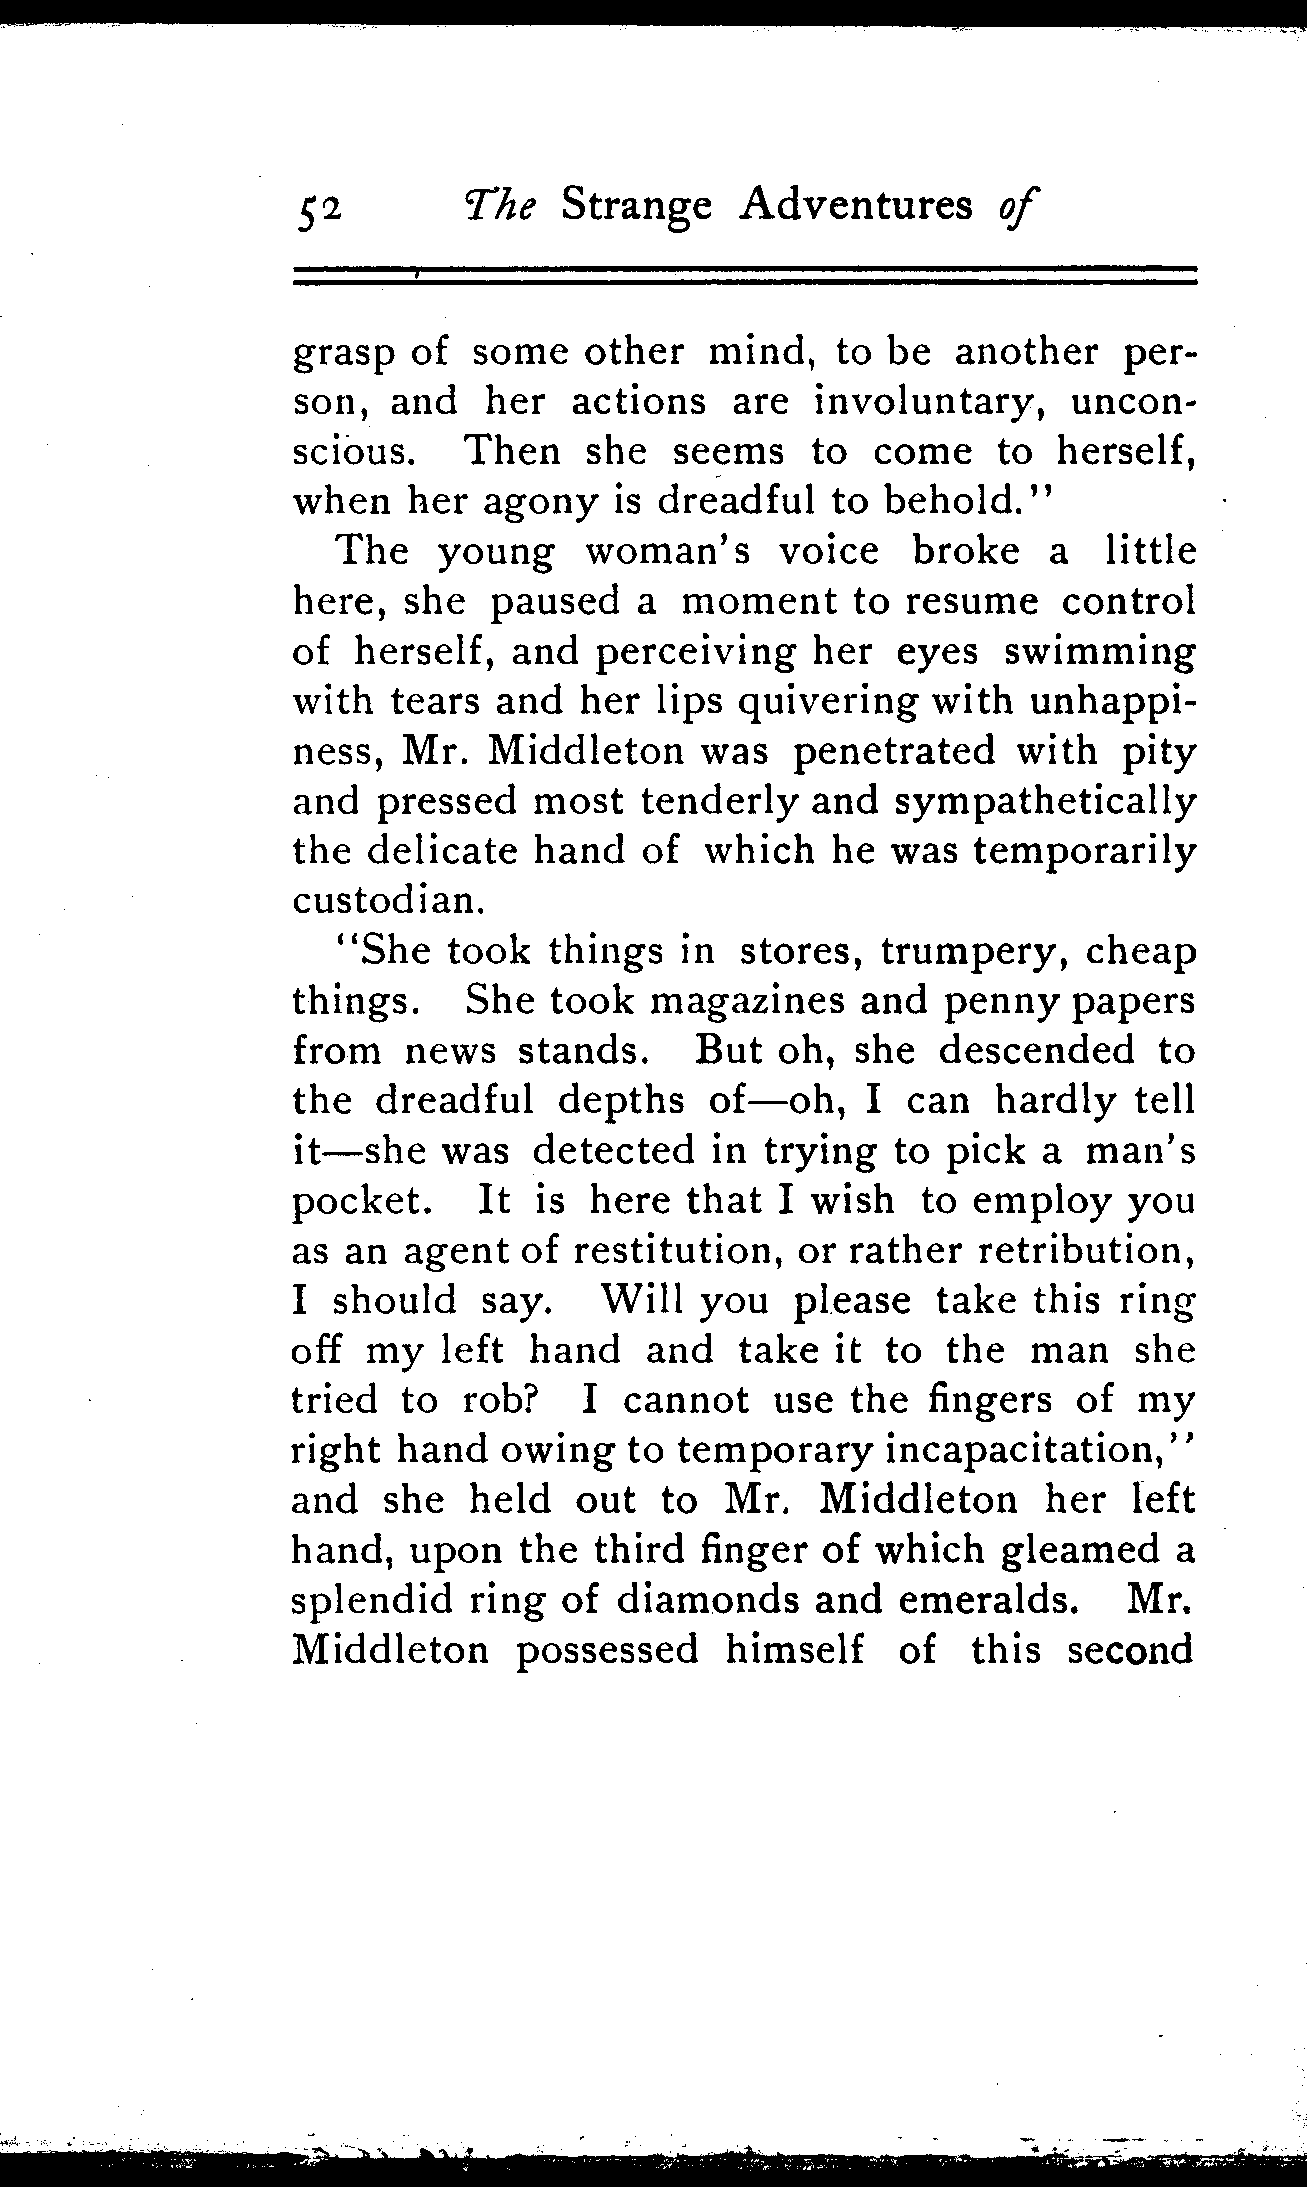 52 The Strange Adventures of
grasp of some other mind, to be another per-
son, and her actions are involuntary, uncon-
scious. Then she seems to come to herself,
when her agony is dreadful to behold."
The young woman's voice broke a little
here, she paused a moment to resume control
of herself, and perceiving her eyes swimming
with tears and her lips quivering with unhappi-
ness, Mr. Middleton was penetrated with pity
and pressed most tenderly and sympathetically
the delicate hand of which he was temporarily
custodian.
"She took things in stores, trumpery, cheap
things. She took magazines and penny papers
from news stands. But oh, she descended to
the dreadful depths of—oh, I can hardly tell
it—she was detected in trying to pick a man's
pocket. It is here that I wish to employ you
as an agent of restitution, or rather retribution,
I should say. Will you please take this ring
off my left hand and take it to the man she
tried to rob? I cannot use the fingers of my
right hand owing to temporary incapacitation,"
and she held out to Mr. Middleton her left
hand, upon the third finger of which gleamed a
splendid ring of diamonds and emeralds. Mr.
Middleton possessed himself of this second